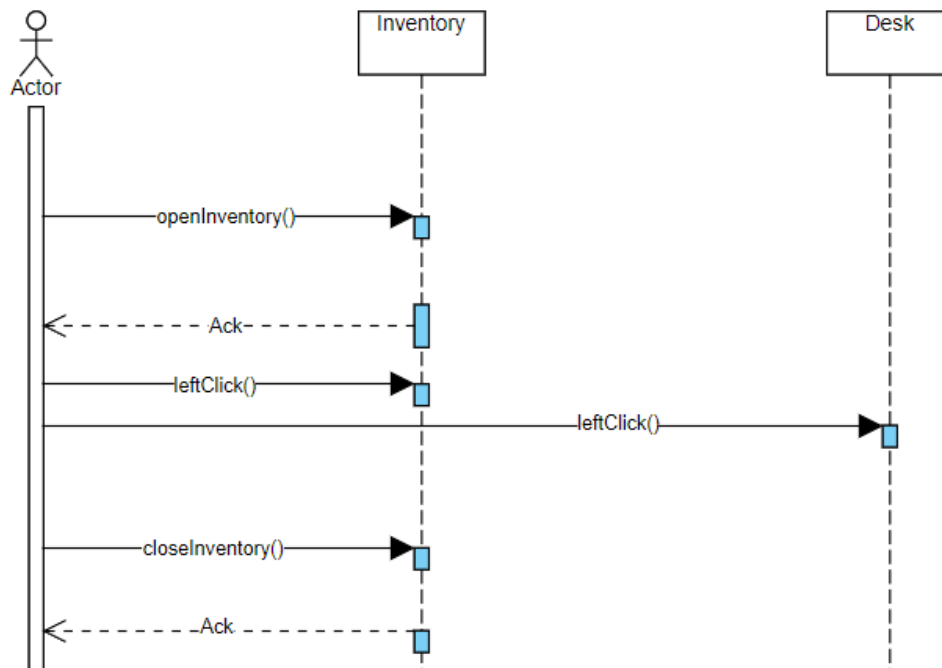 Inventory
Desk
Actor
openInventory()
Ack
leftClick()
leftClick()
closeInventory()
Ack